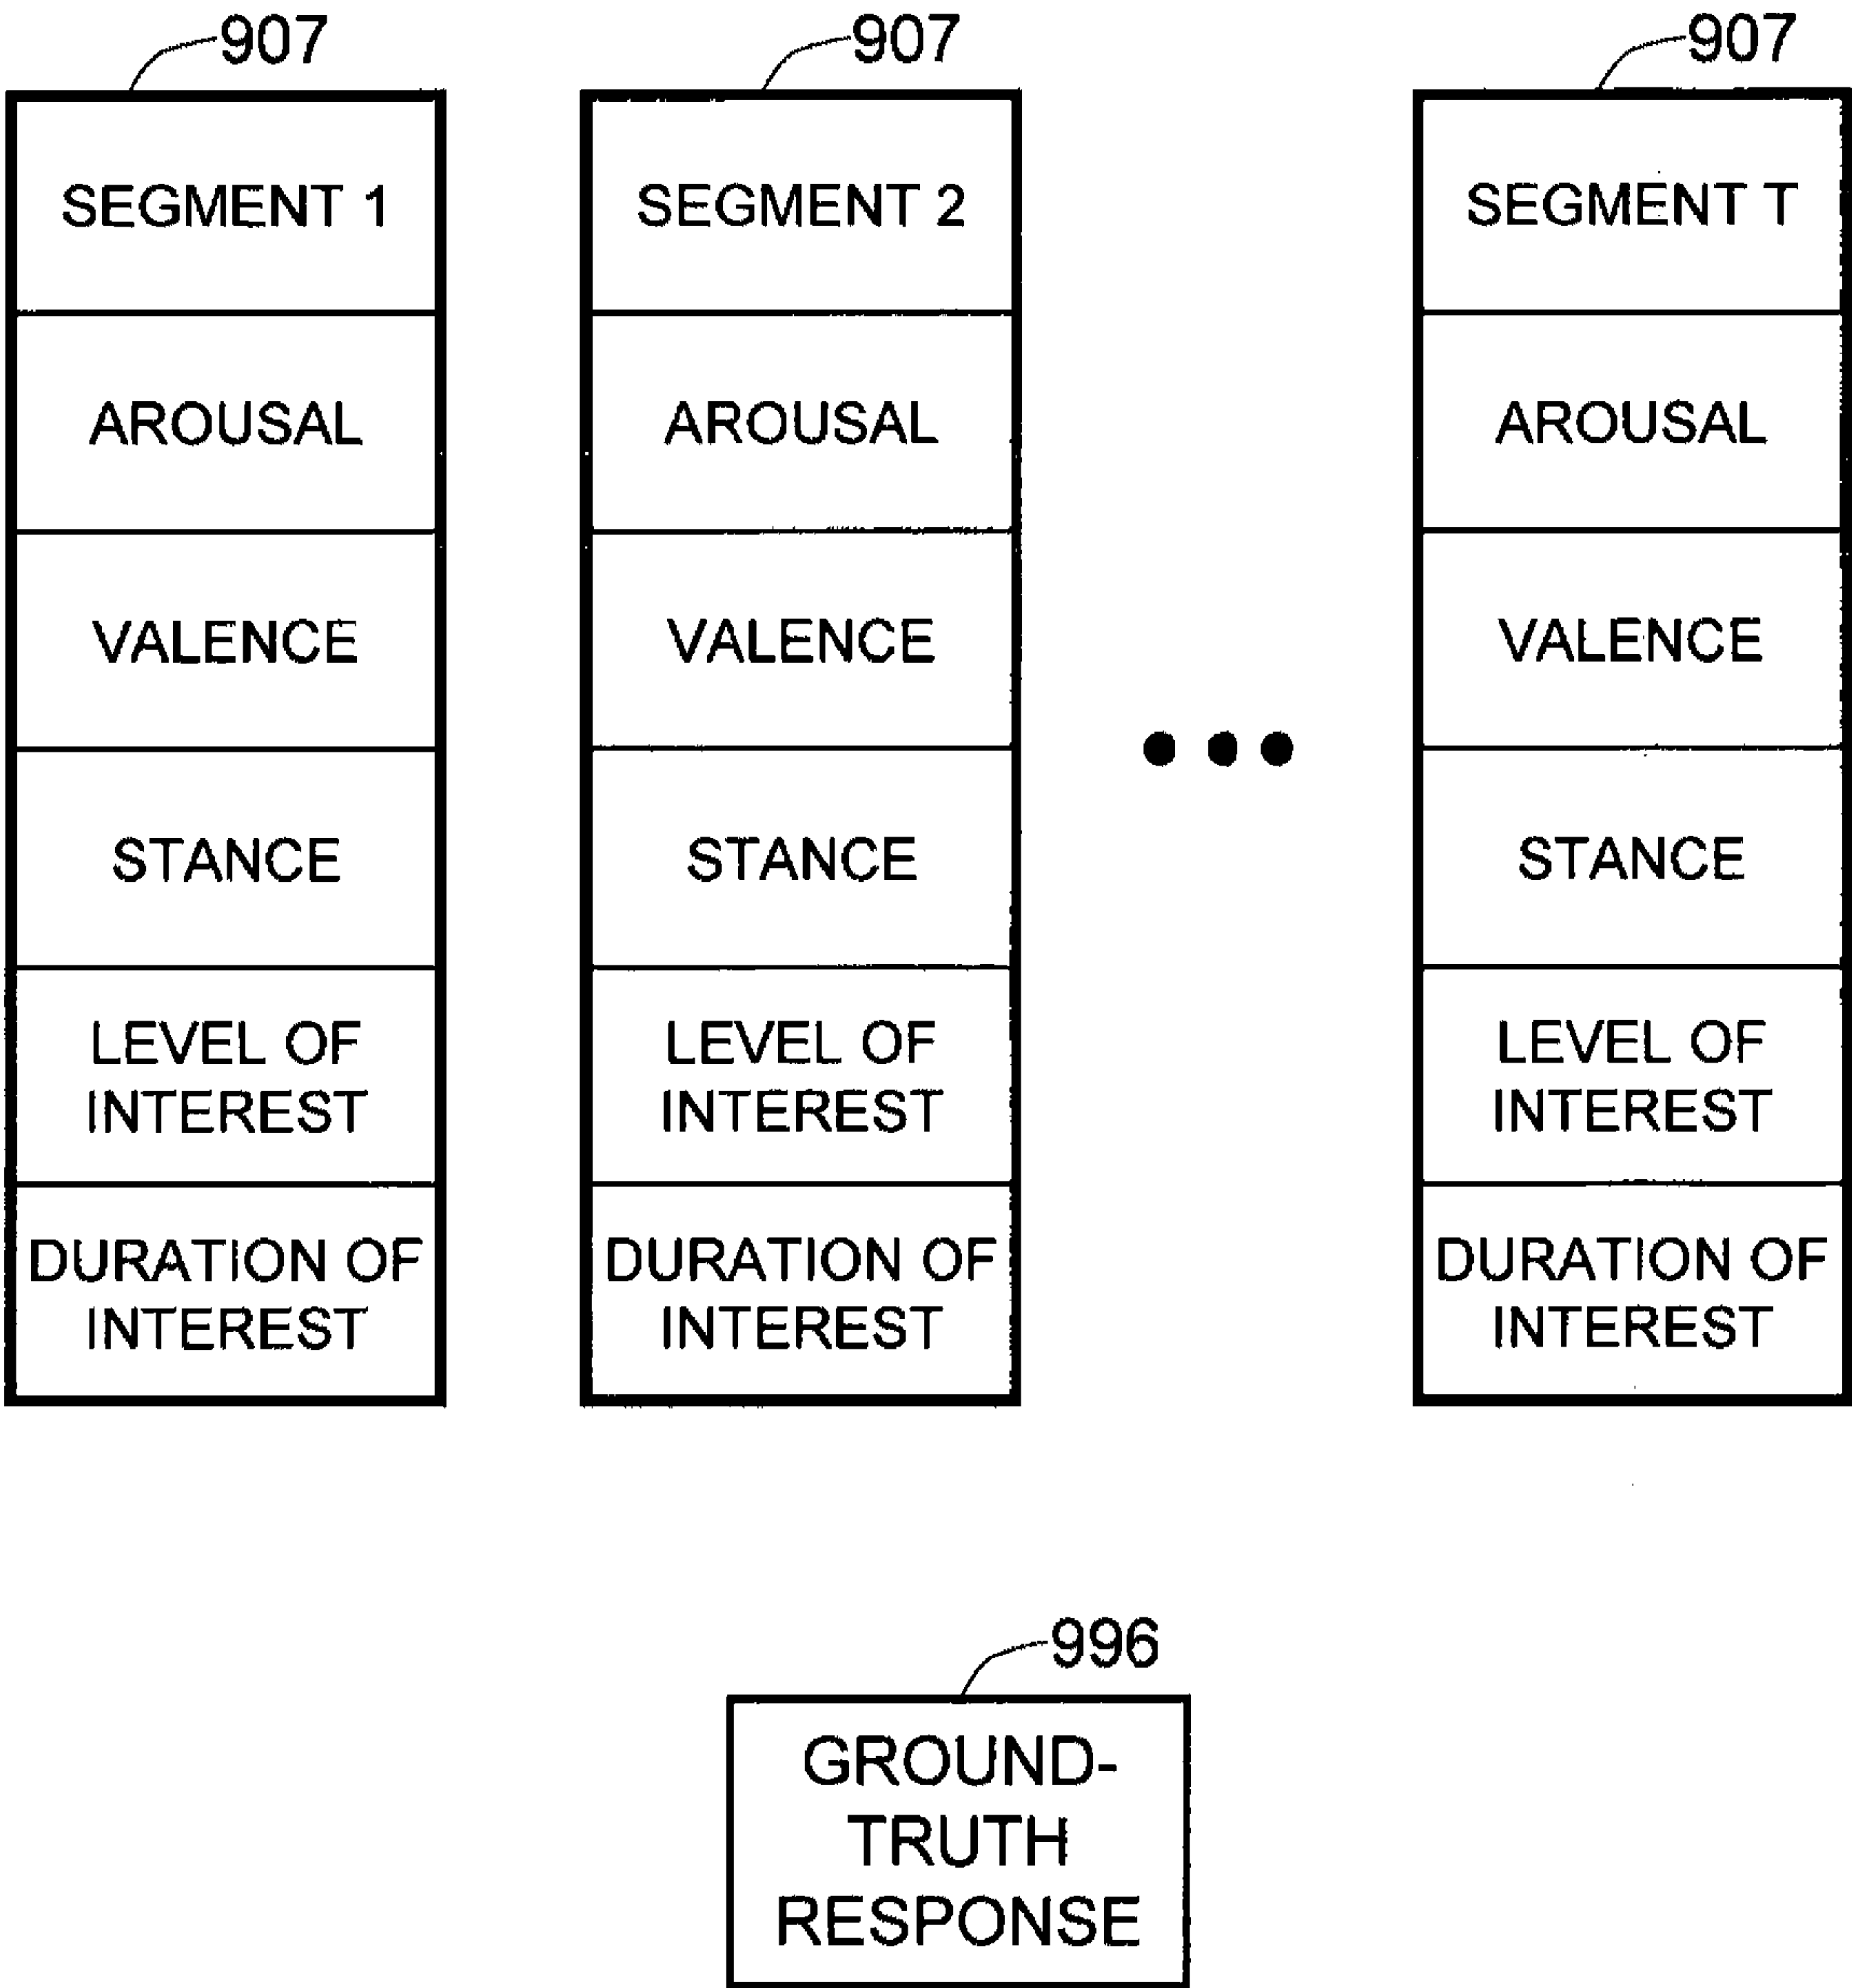 907
907
907
SEGMENT 1
SEGMENT 2
SEGMENT T
AROUSAL
AROUSAL
AROUSAL
VALENCE
VALENCE
VALENCE
STANCE
STANCE
STANCE
LEVEL OF
INTEREST
LEVEL OF
INTEREST
LEVEL OF
INTEREST
DURATION OF
INTEREST
DURATION OF
INTEREST
DURATION OF
INTEREST
996
GROUND-
TRUTH
RESPONSE